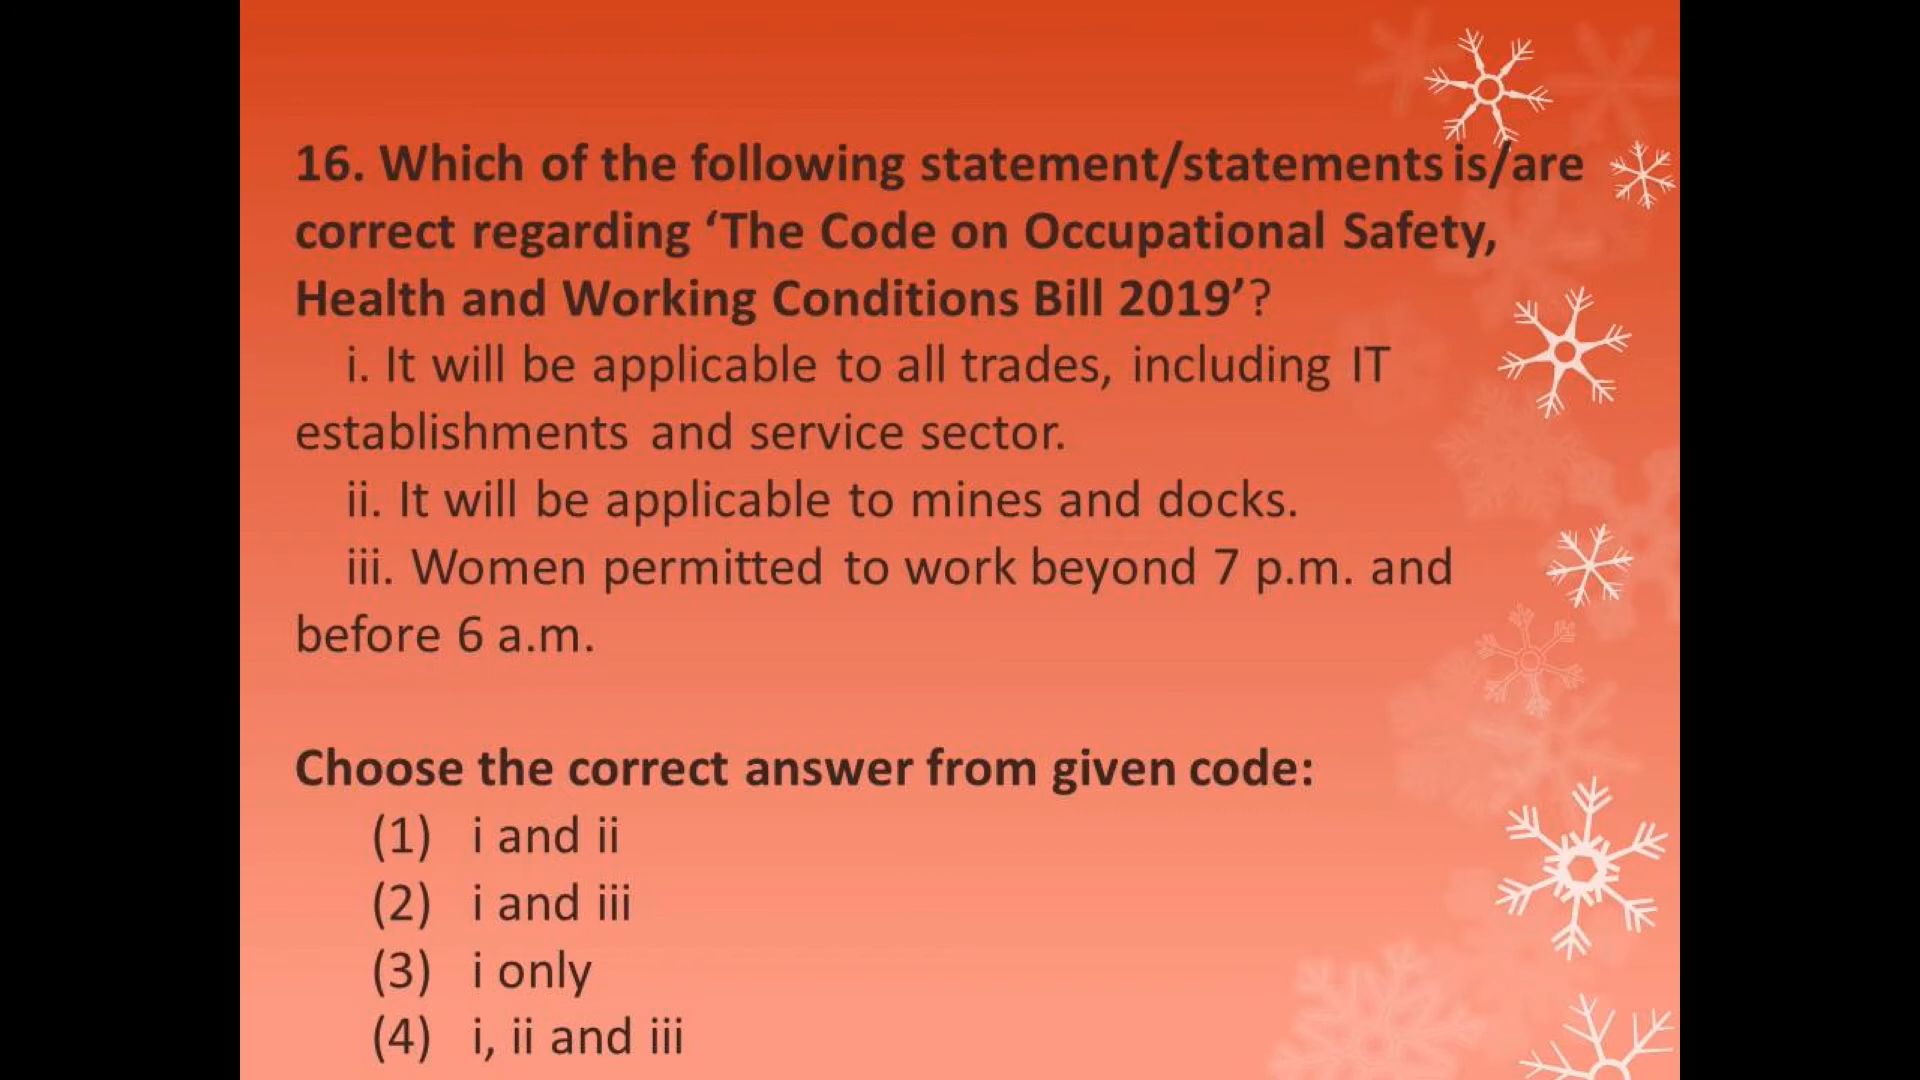 16. Which of the following statement/statements is/are
correct regarding ‘The Code on Occupational Safety,
Health and Working Conditions Bill 2019’?
i. It will be applicable to all trades, including IT
establishments and service sector.
ii. It will be applicable to mines and docks.
iii. Women permitted to work beyond 7 p.m. and
before 6 a.m.
Choose the correct answer from given code:
(1) i and ii
(2) i and iii
(3) i only
(4) i, ii and iii